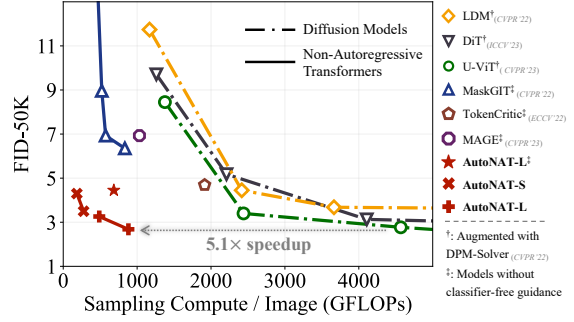 11
9
7
5
3
1
FID-50K
0
1000
2000
3000
4000
Sampling Compute / Image (GFLOPs)
Diffusion Models
Non-Autoregressive
Transformers
5.1× speedup
LDM† (CVPR'22)
DiT† (ICCV'23)
U-ViT† (CVPR'23)
MaskGIT‡ (CVPR'22)
TokenCritic‡ (ECCV'22)
MAGE‡ (CVPR'23)
AutoNAT-L‡
AutoNAT-S
AutoNAT-L
†: Augmented with
DPM-Solver (CVPR'22)
‡: Models without
classifier-free guidance